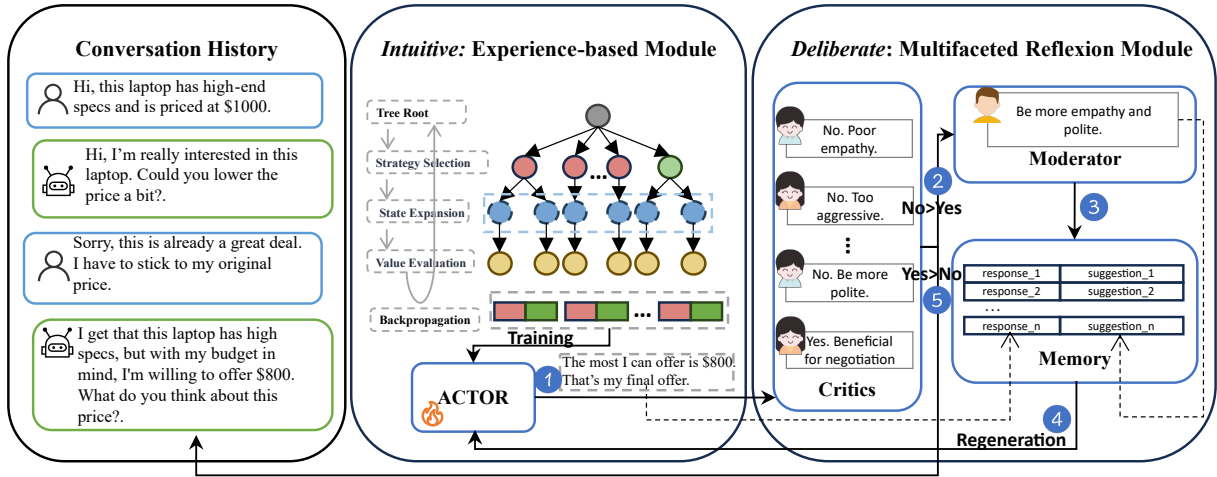 Conversation History
Hi, this laptop has high-end
specs and is priced at $1000.
Hi, I'm really interested in this
laptop. Could you lower the
price a bit?.
Sorry, this is already a great deal.
I have to stick to my original
price.
I get that this laptop has high
specs, but with my budget in
mind, I'm willing to offer $800.
What do you think about this
price?.
Intuitive: Experience-based Module
Tree Root
Strategy Selection
State Expansion
Value Evaluation
Backpropagation
...
...
Training
ACTOR
1
The most I can offer is $800.
That's my final offer.
Deliberate: Multifaceted Reflexion Module
No. Poor
empathy.
No. Too
aggressive.
...
No. Be more
polite.
Yes. Beneficial
for negotiation
Critics
2
No>Yes
Yes>No
5
Be more empathy and
polite.
Moderator
3
response_1 suggestion_1
response_2 suggestion_2
...
response_n suggestion_n
Memory
4
Regeneration